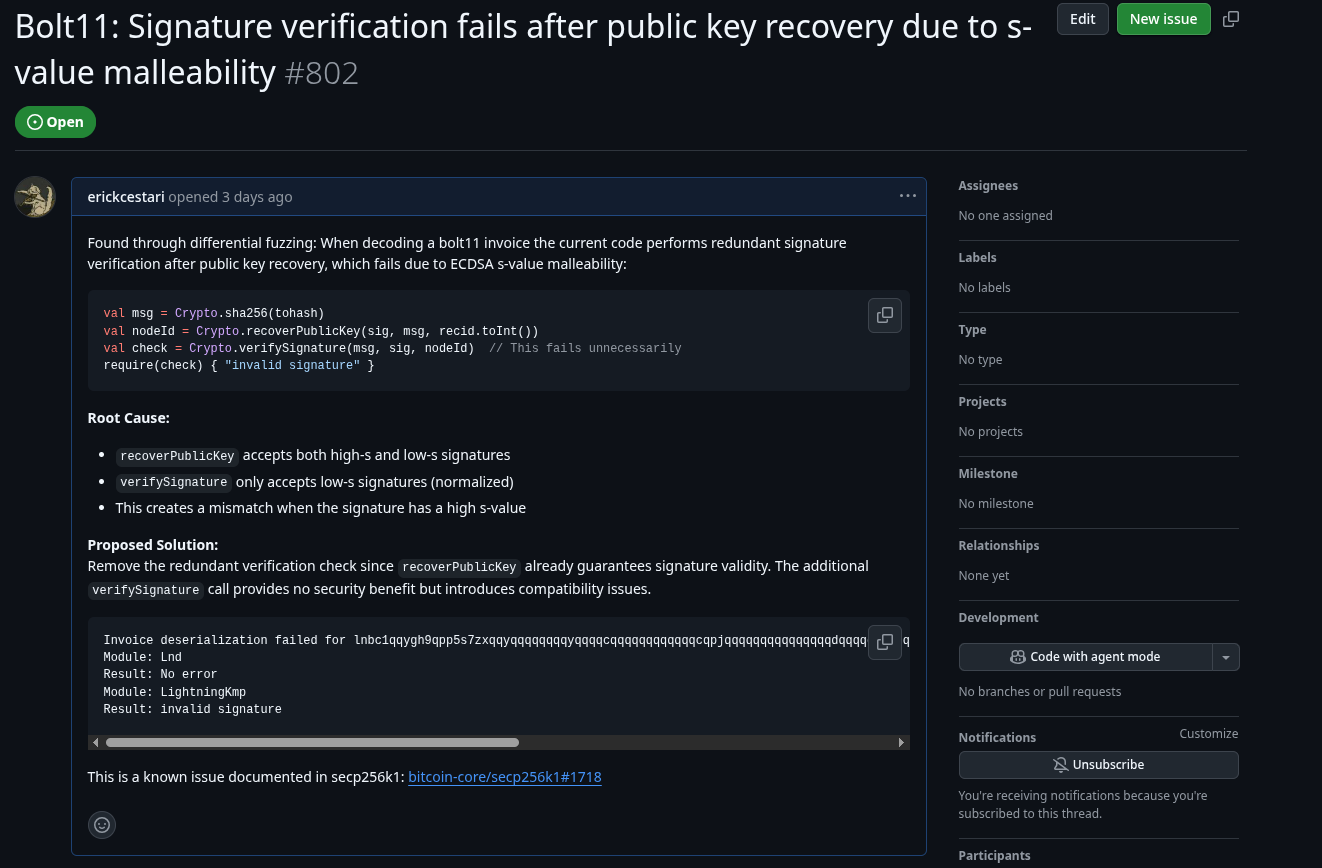 Bolt11: Signature verification fails after public key recovery due to s-
value malleability #802
Edit
New issue
Open
erickcestari opened 3 days ago
Found through differential fuzzing: When decoding a bolt11 invoice the current code performs redundant signature
verification after public key recovery, which fails due to ECDSA s-value malleability:
val msg = Crypto.sha256(tohash)
val nodeId = Crypto.recoverPublicKey(sig, msg, recid.toInt())
val check = Crypto.verifySignature(msg, sig, nodeId)  // This fails unnecessarily
require(check) { "invalid signature" }
Root Cause:
• recoverPublicKey accepts both high-s and low-s signatures
• verifySignature only accepts low-s signatures (normalized)
• This creates a mismatch when the signature has a high s-value
Proposed Solution:
Remove the redundant verification check since recoverPublicKey already guarantees signature validity. The additional
verifySignature call provides no security benefit but introduces compatibility issues.
Invoice deserialization failed for
Module: Lnd
Result: No error
Module: LightningKmp
Result: invalid signature
This is a known issue documented in secp256k1: bitcoin-core/secp256k1#1718
Assignees
No one assigned
Labels
No labels
Type
No type
Projects
No projects
Milestone
No milestone
Relationships
None yet
Development
Code with agent mode
No branches or pull requests
Notifications
Customize
Unsubscribe
You're receiving notifications because you're
subscribed to this thread.
Participants